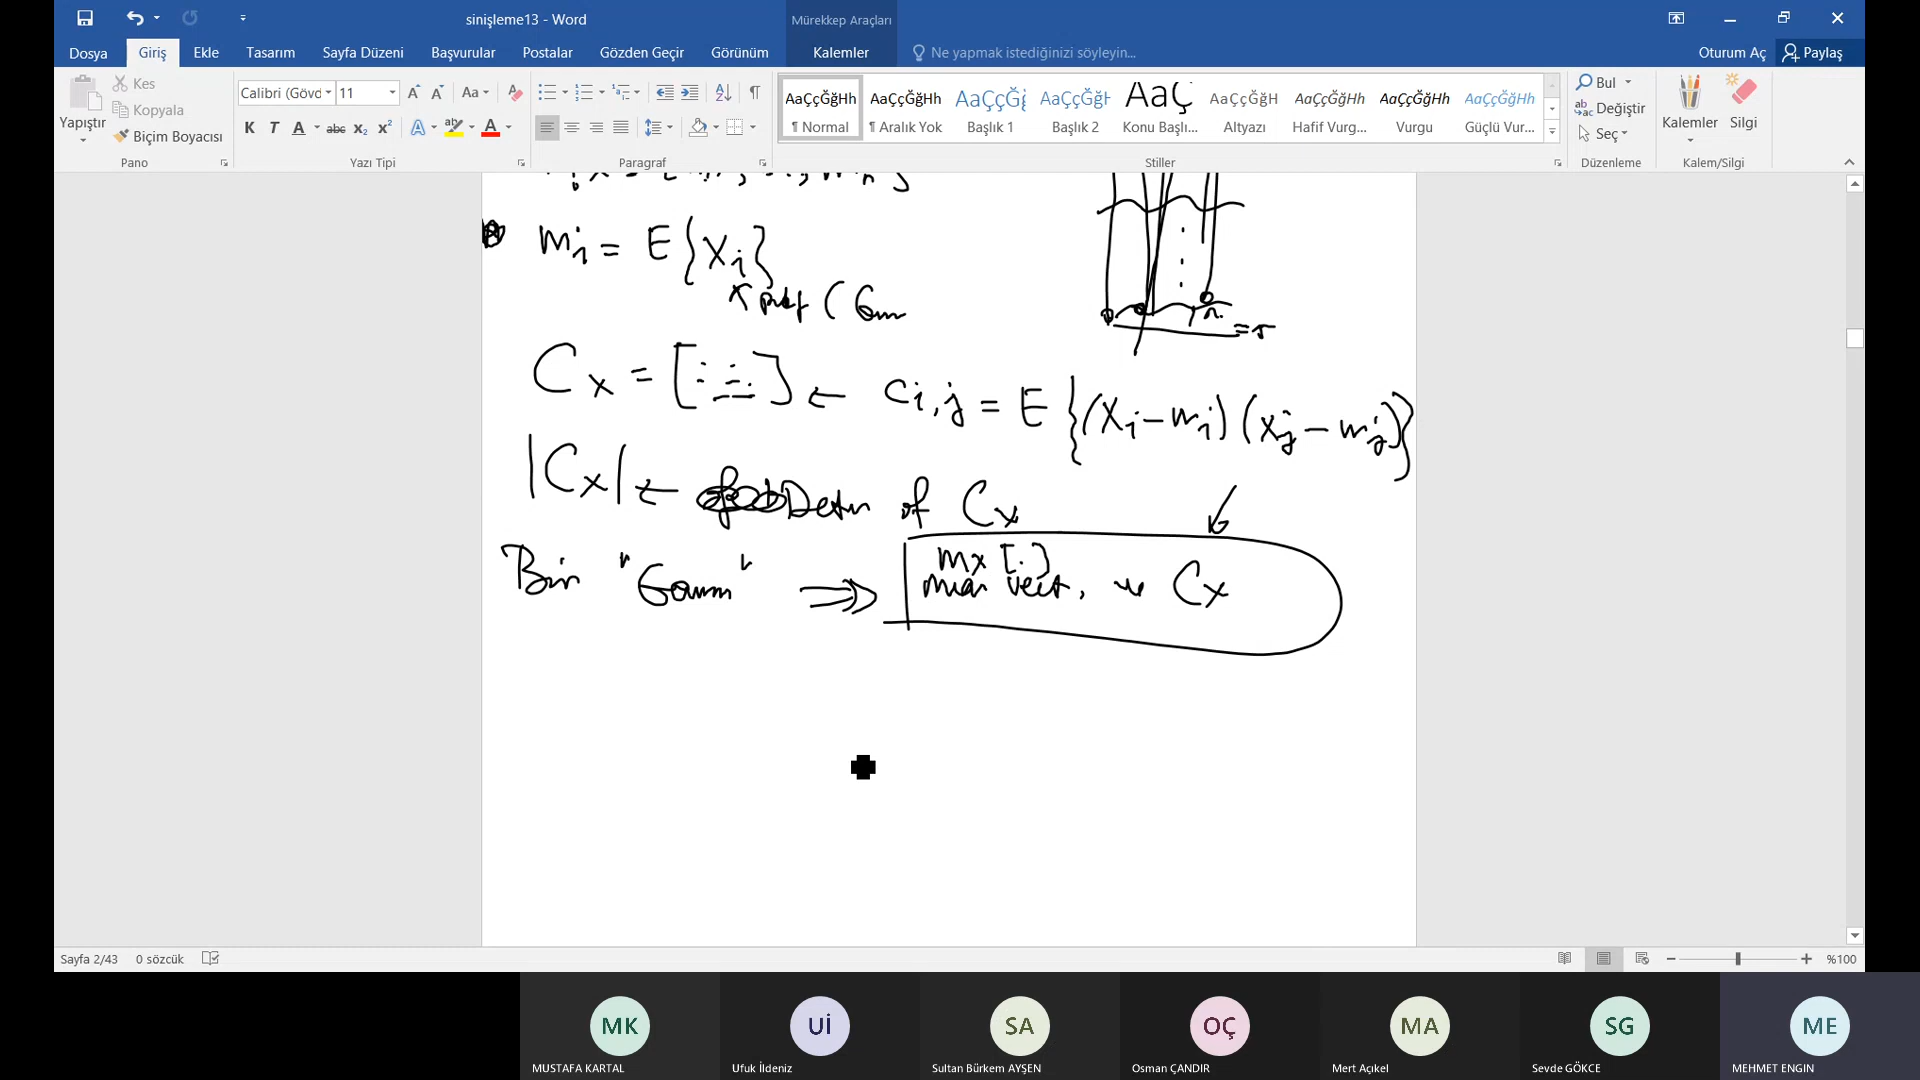 sinişleme13 - Word
Mürekkep Araçları
Dosya Giriş Ekle Tasarım Sayfa Düzeni Başvurular Postalar Gözden Geçir Görünüm Kalemler Ne yapmak istediğinizi söyleyin... Oturum Aç Paylaş
Yapıştır
Kes
Kopyala
Biçim Boyacısı
Calibri (Gövd 11
Aa
K T A abc x₂ x² A A
AaÇçĞğHh AaÇçĞğHh AaÇçĞğ AaÇçĞğH AaÇ AaÇçĞğH AaÇçĞğHh AaÇçĞğHh AaÇçĞğHh
¶ Normal ¶ Aralık Yok Başlık 1 Başlık 2 Konu Başlı... Altyazı Hafif Vurg... Vurgu Güçlü Vur...
Bul
Değiştir
Seç
Kalemler Silgi
Pano Yazı Tipi Paragraf Stiller Düzenleme Kalem/Silgi
mi = E{Xi}
Cx = [ ] ← ci,j = E{(Xi-mi)(xj-mj)}
|Cx| ← of Cx
Bir " " ⇒ mx [.]
vect, Cx
Sayfa 2/43 0 sözcük %100
MK Uİ SA OÇ MA SG ME
MUSTAFA KARTAL Ufuk İldeniz Sultan Bürkem AYŞEN Osman ÇANDIR Mert Açıkel Sevde GÖKCE MEHMET ENGIN